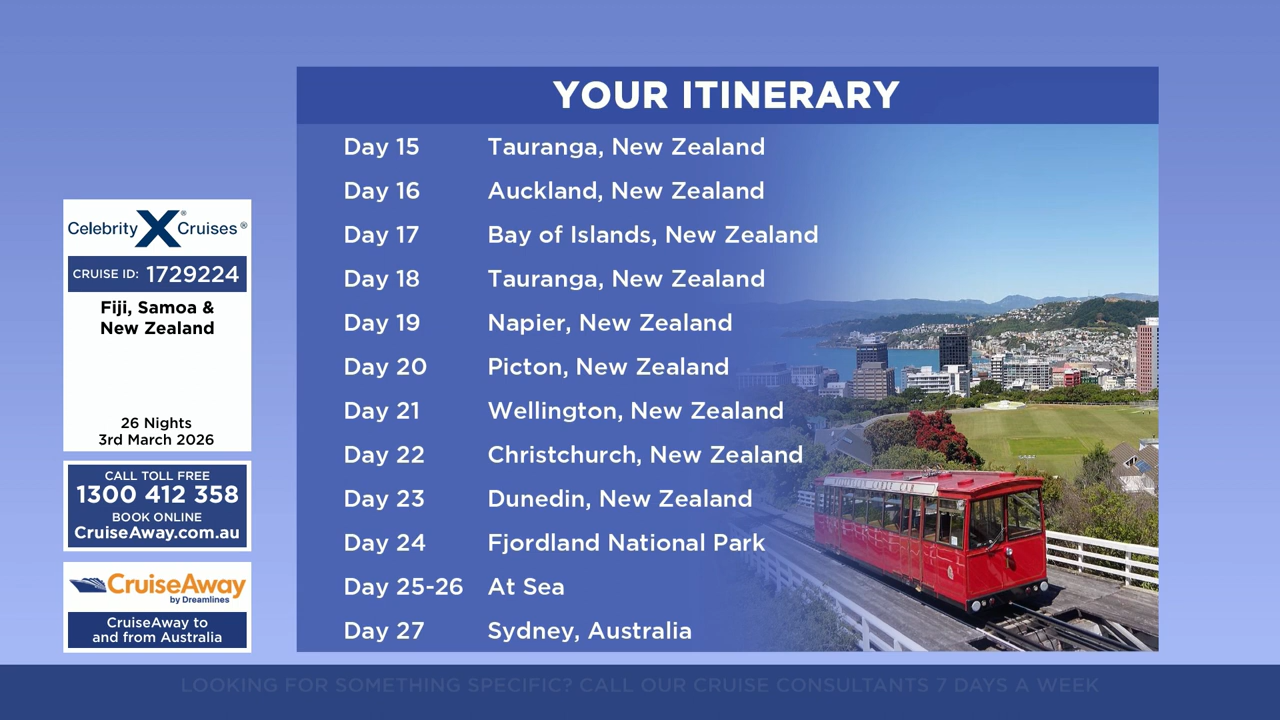 YOUR ITINERARY
Day 15 Tauranga, New Zealand
Day 16 Auckland, New Zealand
Day 17 Bay of Islands, New Zealand
Day 18 Tauranga, New Zealand
Day 19 Napier, New Zealand
Day 20 Picton, New Zealand
Day 21 Wellington, New Zealand
Day 22 Christchurch, New Zealand
Day 23 Dunedin, New Zealand
Day 24 Fjordland National Park
Day 25-26 At Sea
Day 27 Sydney, Australia
Celebrity X® Cruises®
CRUISE ID: 1729224
Fiji, Samoa &
New Zealand
26 Nights
3rd March 2026
CALL TOLL FREE
1300 412 358
BOOK ONLINE
CruiseAway.com.au
CruiseAway
by Dreamlines
CruiseAway to
and from Australia
LOOKING FOR SOMETHING SPECIFIC? CALL OUR CRUISE CONSULTANTS 7 DAYS A WEEK